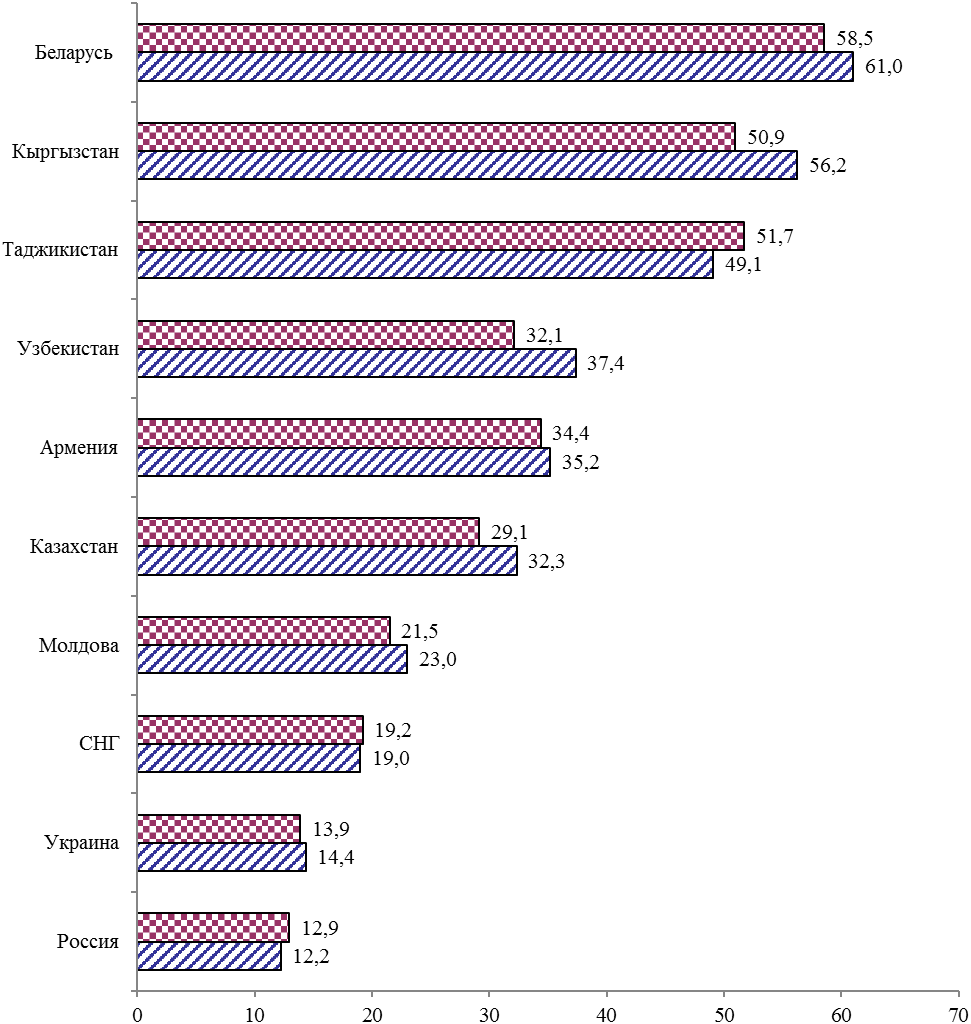 Беларусь
58,5
61,0
Кыргызстан
50,9
56,2
Таджикистан
51,7
49,1
Узбекистан
32,1
37,4
Армения
34,4
35,2
Казахстан
29,1
32,3
Молдова
21,5
23,0
СНГ
19,2
19,0
Украина
13,9
14,4
Россия
12,9
12,2
0 10 20 30 40 50 60 70